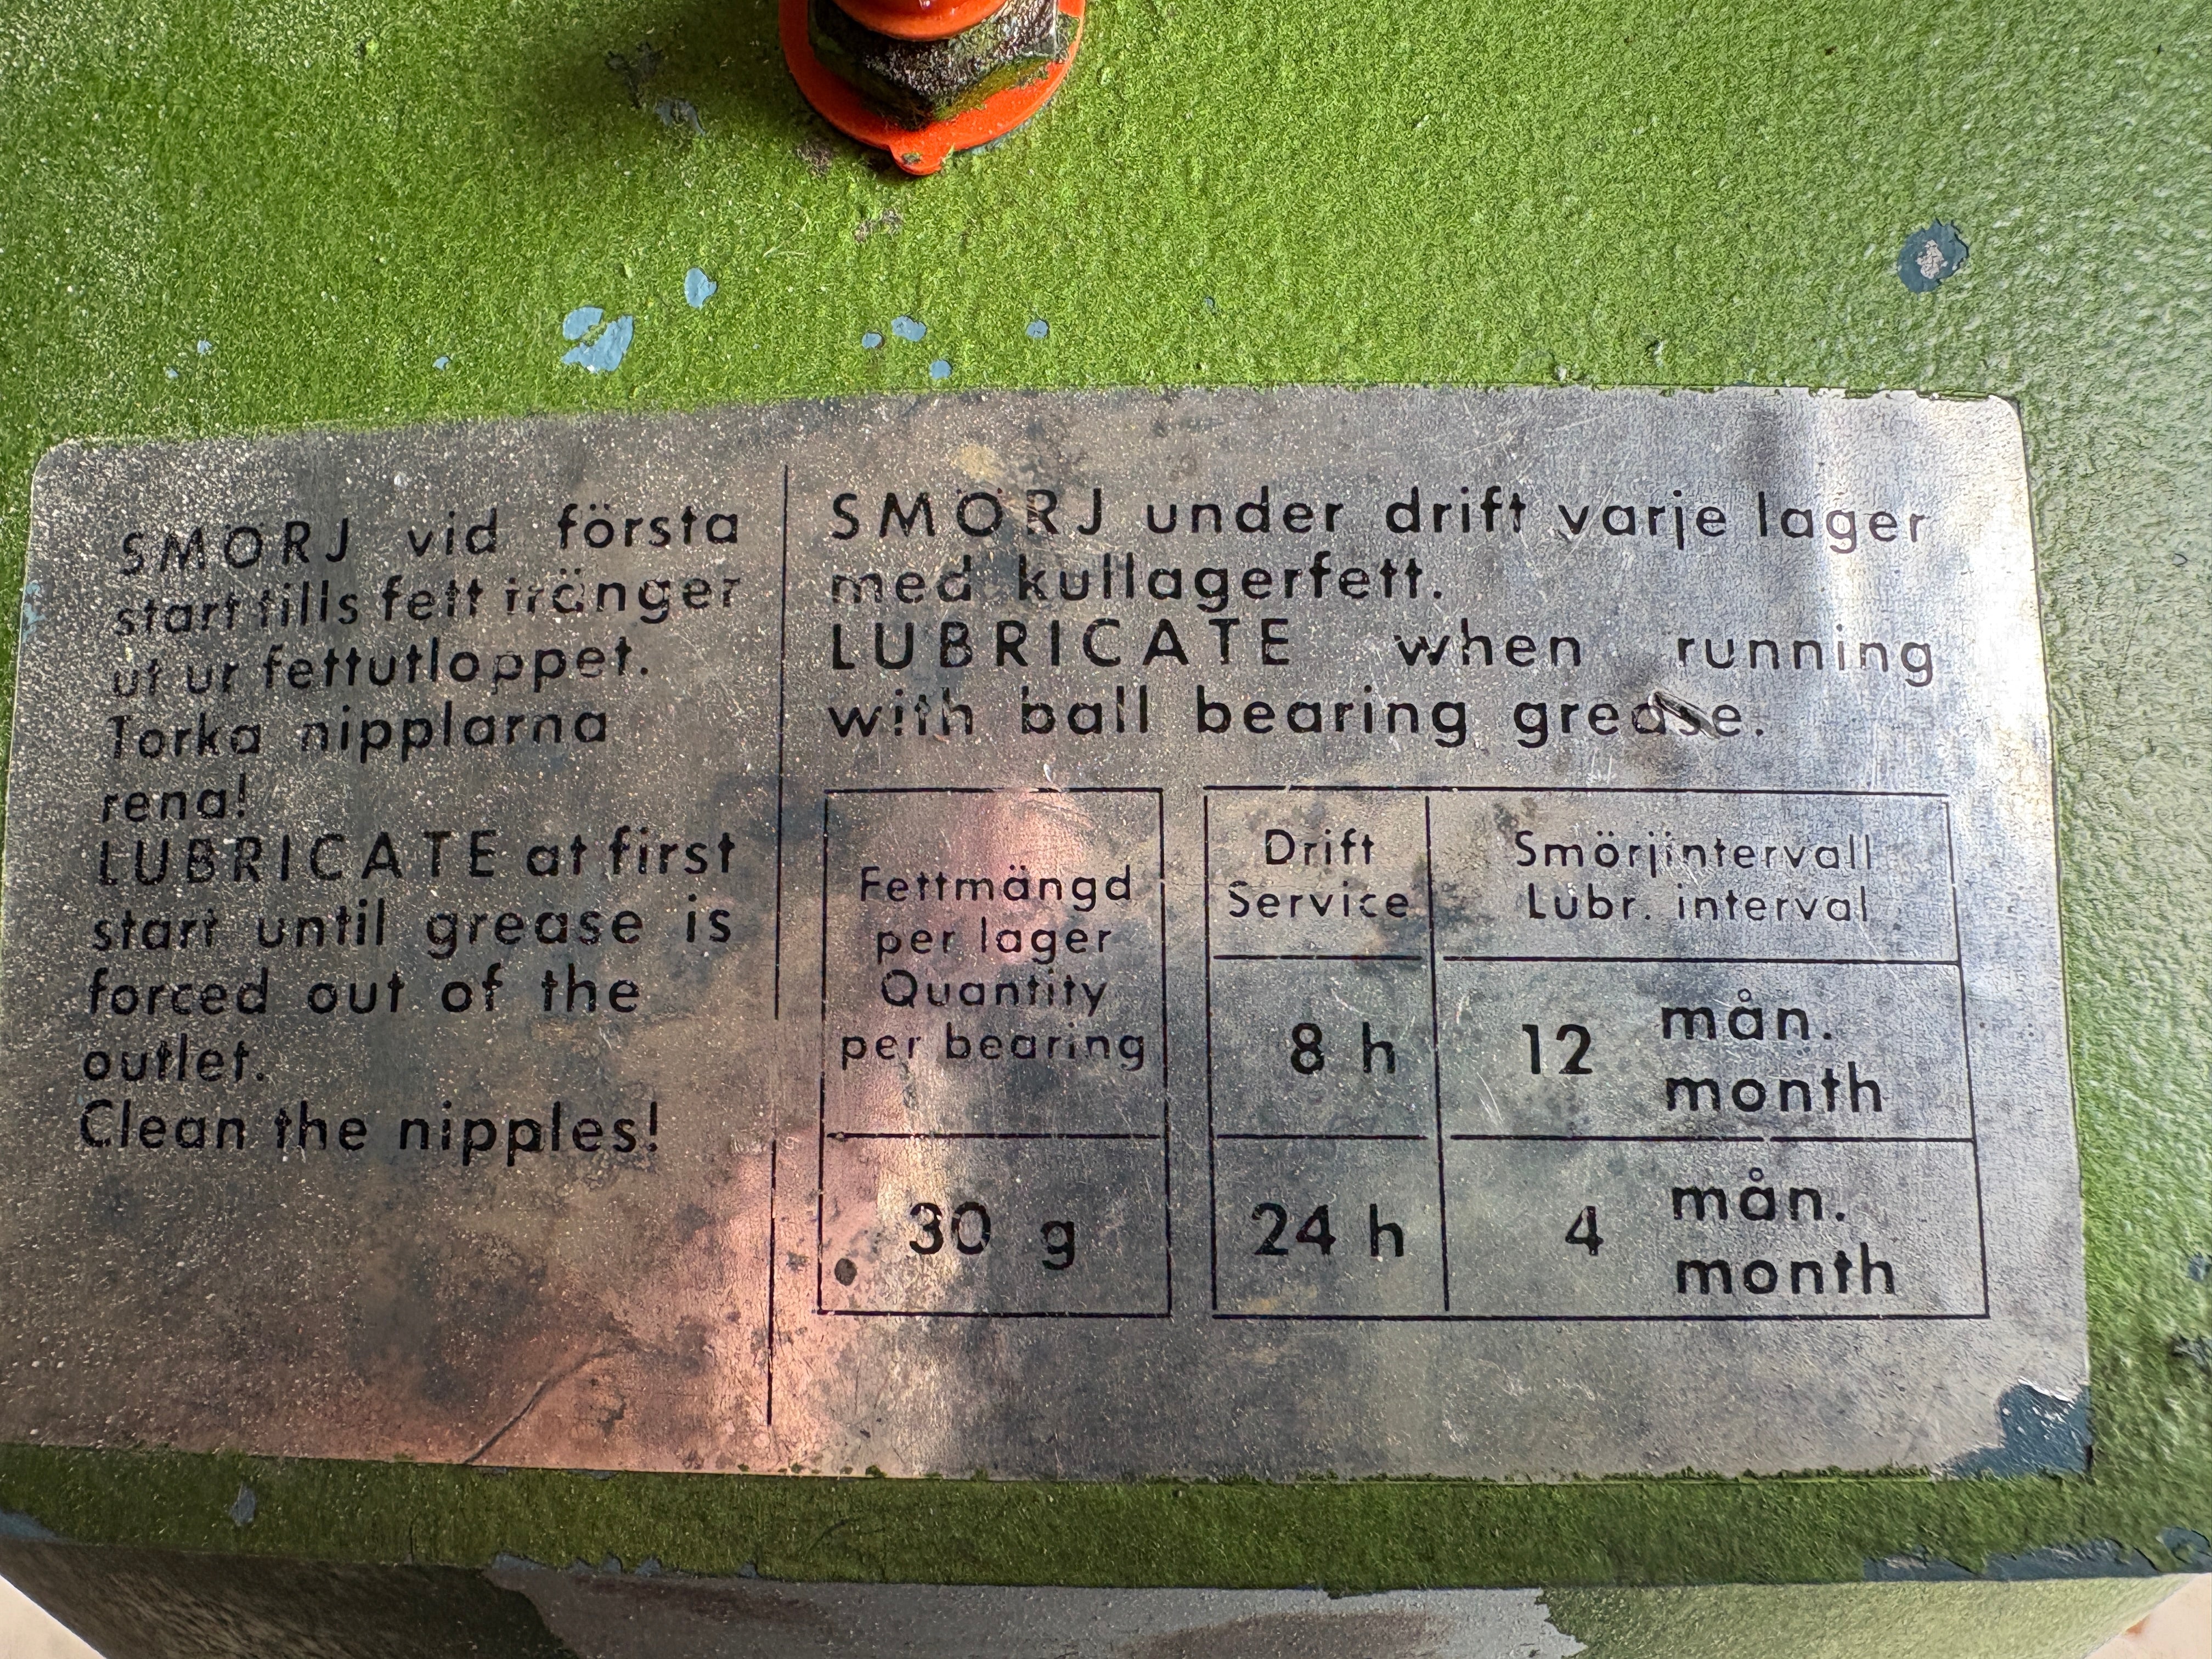 SMÖRJ vid första
start tills fett tränger
ut ur fettutloppet.
Torka nipplarna
rena!
LUBRICATE at first
start until grease is
forced out of the
outlet.
Clean the nipples!
SMÖRJ under drift varje lager
med kullagerfett.
LUBRICATE when running
with ball bearing grease.
Fettmängd
per lager
Quantity
per bearing
30 g
Drift
Service
Smörjintervall
Lubr. interval
8 h
12 mån.
month
24 h
4 mån.
month